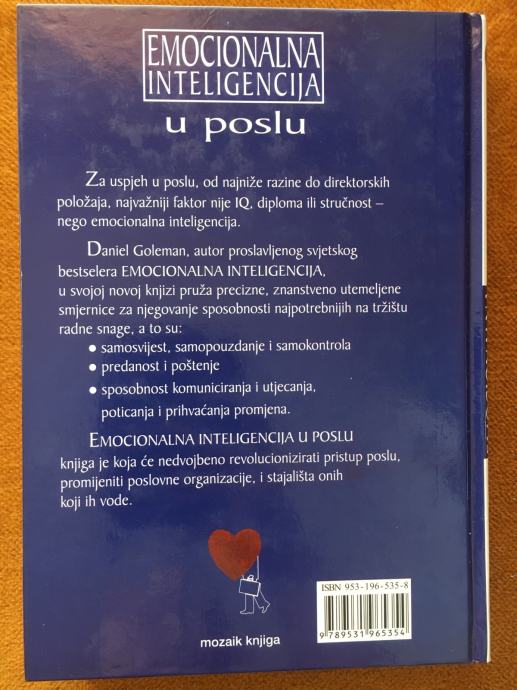 EMOCIONALNA
INTELIGENCIJA
u poslu
Za uspjeh u poslu, od najniže razine do direktorskih
položaja, najvažniji faktor nije IQ, diploma ili stručnost –
nego emocionalna inteligencija.
Daniel Goleman, autor proslavljenog svjetskog
bestselera EMOCIONALNA INTELIGENCIJA,
u svojoj novoj knjizi pruža precizne, znanstveno utemeljene
smjernice za njegovanje sposobnosti najpotrebnijih na tržištu
radne snage, a to su:
● samosvijest, samopouzdanje i samokontrola
● predanost i poštenje
● sposobnost komuniciranja i utjecanja,
poticanja i prihvaćanja promjena.
EMOCIONALNA INTELIGENCIJA U POSLU
knjiga je koja će nedvojbeno revolucionizirati pristup poslu,
promijeniti poslovne organizacije, i stajališta onih
koji ih vode.
ISBN 953-196-535-8
9 789531 965354
mozaik knjiga